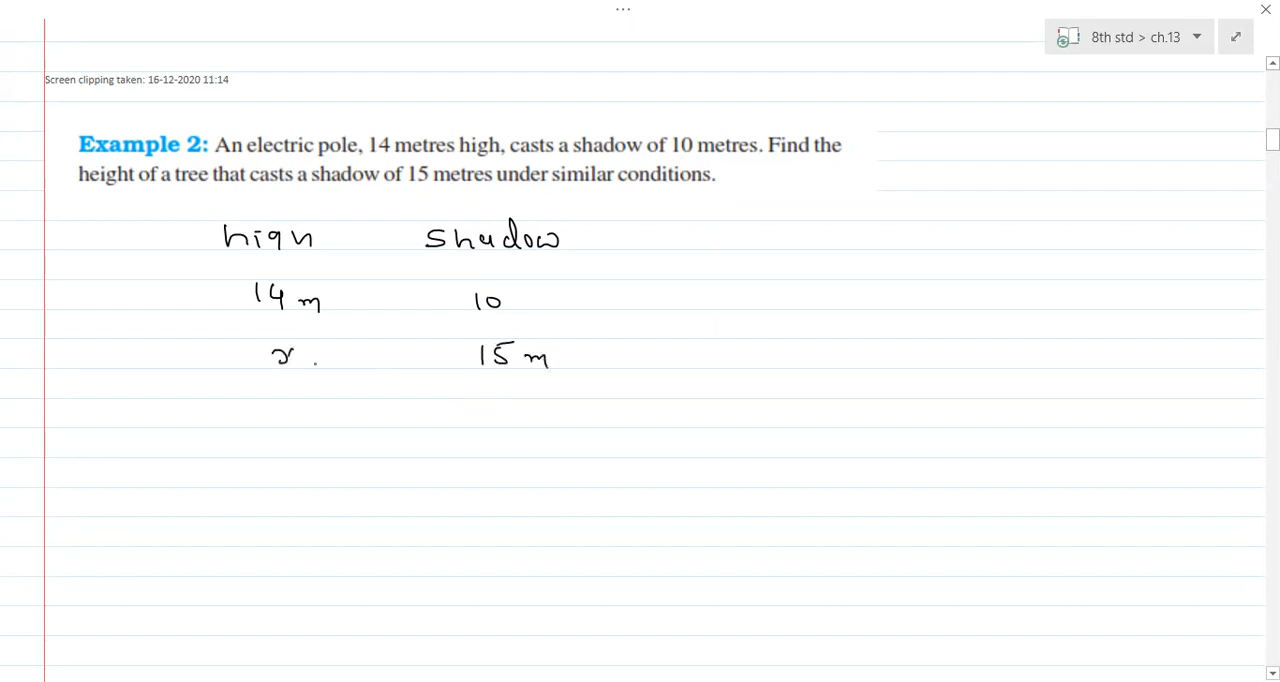 8th std > ch.13
Screen clipping taken: 16-12-2020 11:14
Example 2: An electric pole, 14 metres high, casts a shadow of 10 metres. Find the
height of a tree that casts a shadow of 15 metres under similar conditions.
high shadow
14 m 10
x . 15 m